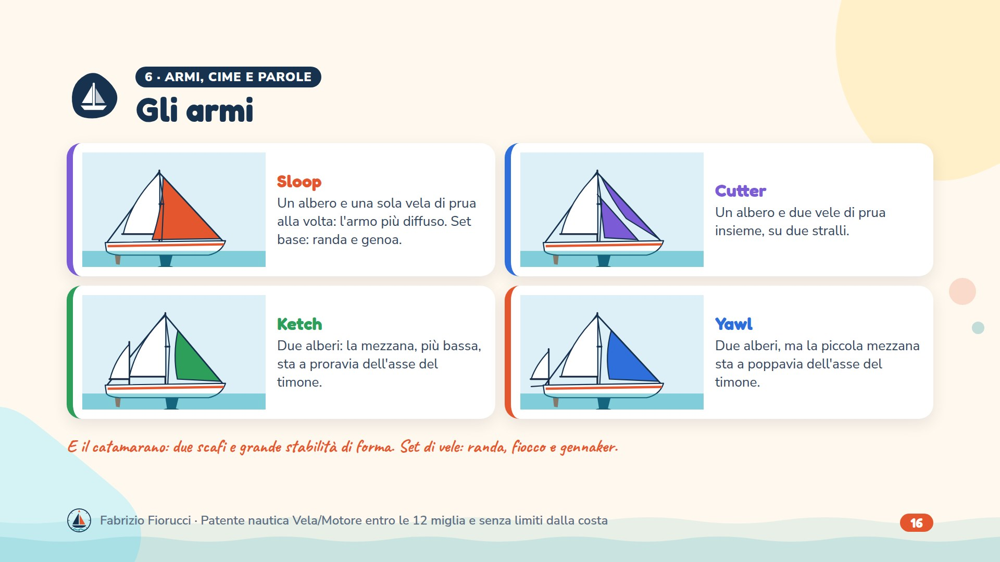 6 · ARMI, CIME E PAROLE
Gli armi
Sloop
Un albero e una sola vela di prua
alla volta: l'armo più diffuso. Set
base: randa e genoa.
Cutter
Un albero e due vele di prua
insieme, su due stralli.
Ketch
Due alberi: la mezzana, più bassa,
sta a proravia dell'asse del
timone.
Yawl
Due alberi, ma la piccola mezzana
sta a poppavia dell'asse del
timone.
E il catamarano: due scafi e grande stabilità di forma. Set di vele: randa, fiocco e gennaker.
Fabrizio Fiorucci · Patente nautica Vela/Motore entro le 12 miglia e senza limiti dalla costa
16